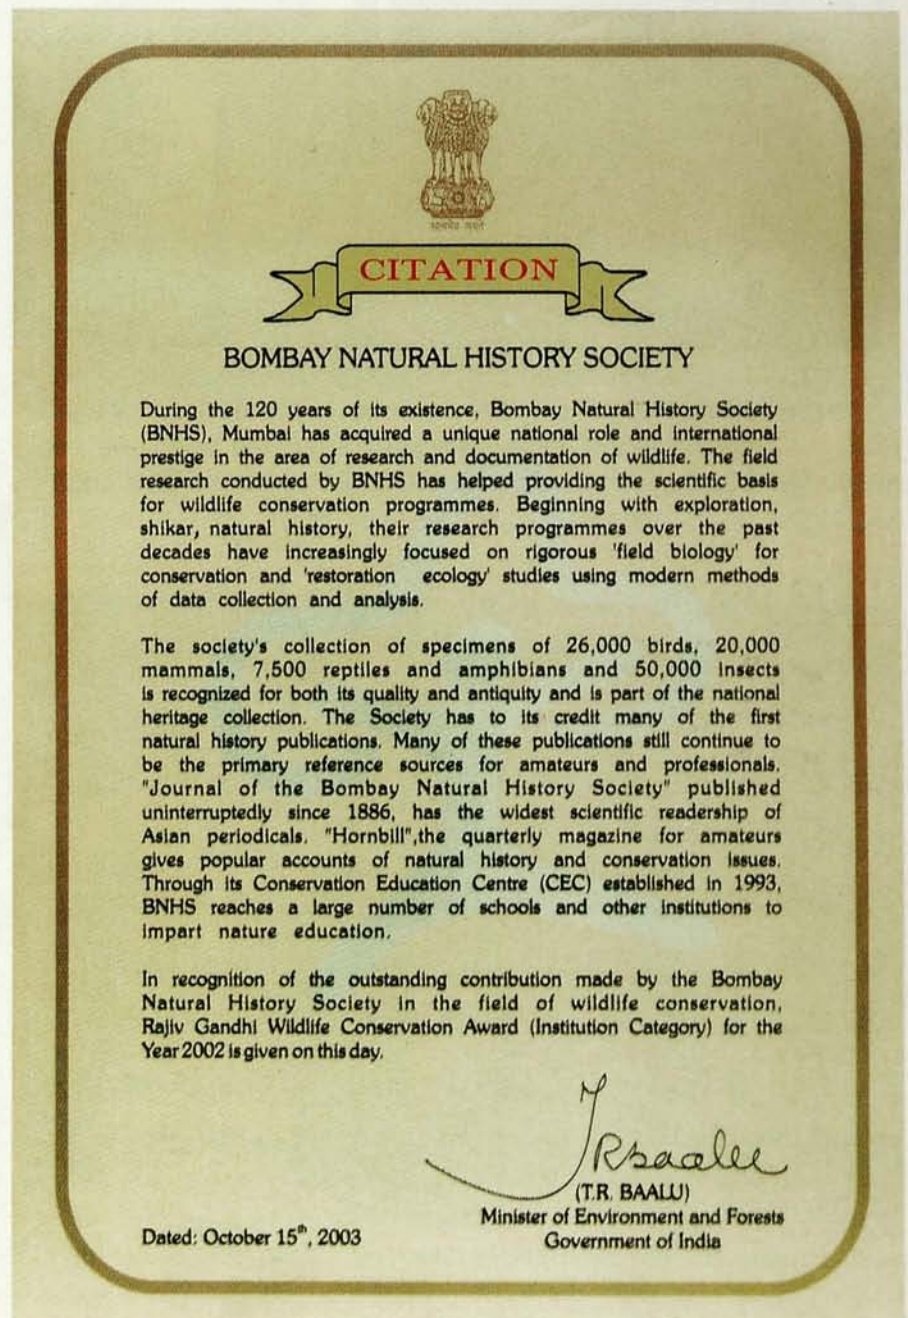 CITATION
BOMBAY NATURAL HISTORY SOCIETY
During the 120 years of its existence, Bombay Natural History Society
(BNHS), Mumbai has acquired a unique national role and international
prestige in the area of research and documentation of wildlife. The field
research conducted by BNHS has helped providing the scientific basis
for wildlife conservation programmes. Beginning with exploration,
shikar, natural history, their research programmes over the past
decades have increasingly focused on rigorous 'field biology' for
conservation and 'restoration ecology' studies using modern methods
of data collection and analysis.
The society's collection of specimens of 26,000 birds, 20,000
mammals, 7,500 reptiles and amphibians and 50,000 insects
is recognized for both its quality and antiquity and is part of the national
heritage collection. The Society has to its credit many of the first
natural history publications. Many of these publications still continue to
be the primary reference sources for amateurs and professionals.
"Journal of the Bombay Natural History Society" published
uninterruptedly since 1886, has the widest scientific readership of
Asian periodicals. "Hornbill",the quarterly magazine for amateurs
gives popular accounts of natural history and conservation issues.
Through its Conservation Education Centre (CEC) established in 1993,
BNHS reaches a large number of schools and other institutions to
impart nature education.
In recognition of the outstanding contribution made by the Bombay
Natural History Society in the field of wildlife conservation,
Rajiv Gandhi Wildlife Conservation Award (Institution Category) for the
Year 2002 is given on this day.
TRBaalu
(T.R. BAALU)
Minister of Environment and Forests
Government of India
Dated: October 15th, 2003